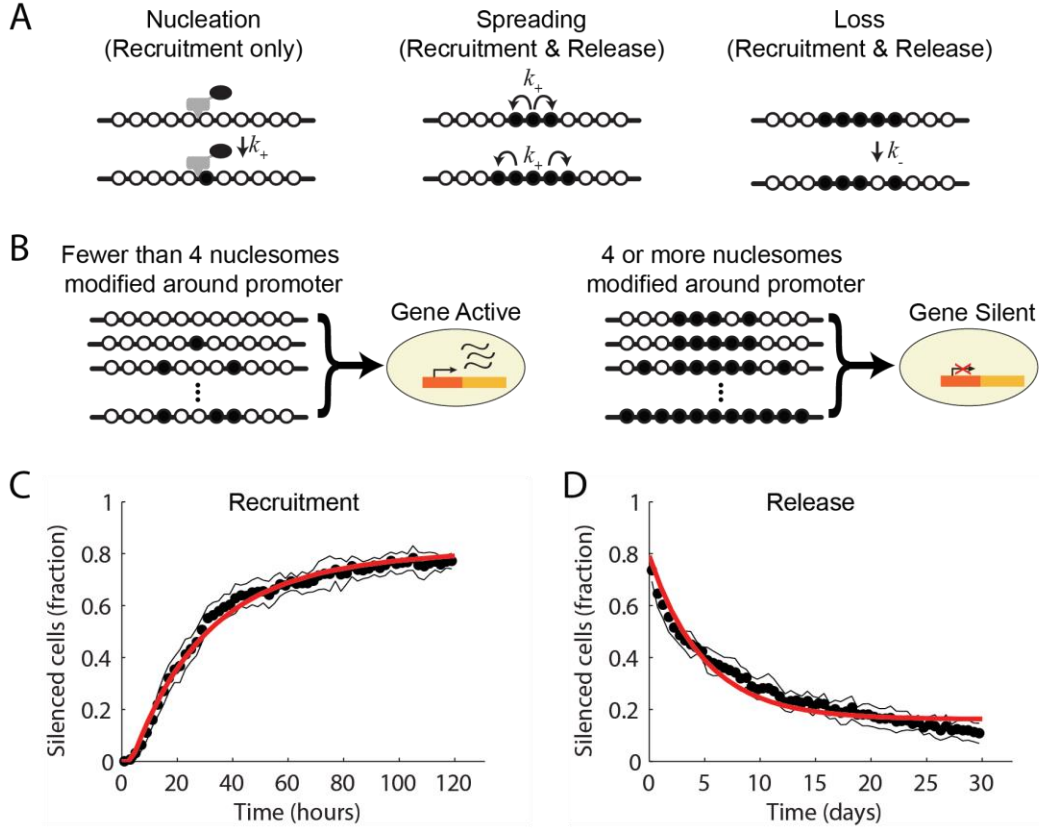 A
Nucleation
(Recruitment only)
k+
Spreading
(Recruitment & Release)
k+
k+
Loss
(Recruitment & Release)
k-
B
Fewer than 4 nuclesomes
modified around promoter
Gene Active
4 or more nuclesomes
modified around promoter
Gene Silent
C
Recruitment
Silenced cells (fraction)
1
0.8
0.6
0.4
0.2
0
0 20 40 60 80 100 120
Time (hours)
D
Release
Silenced cells (fraction)
1
0.8
0.6
0.4
0.2
0
0 5 10 15 20 25 30
Time (days)